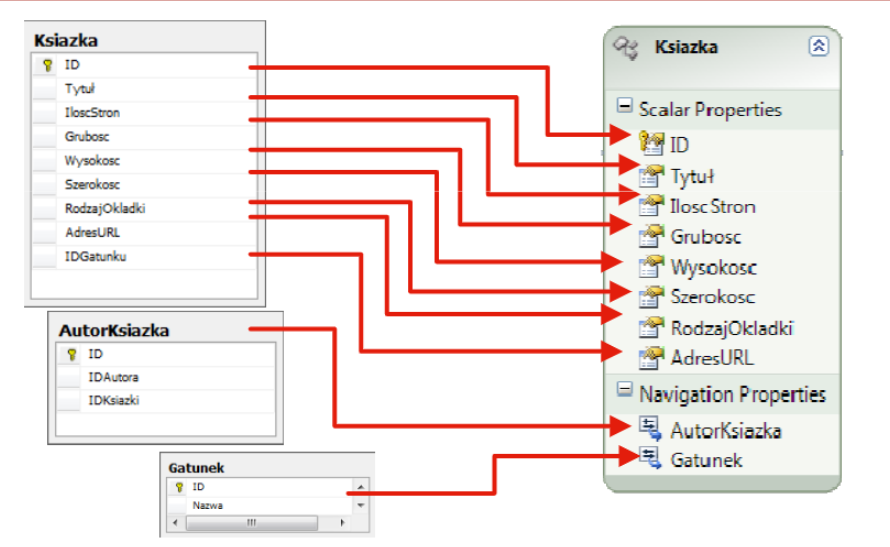 Ksiazka
ID
Tytuł
IloscStron
Grubosc
Wysokosc
Szerokosc
RodzajOkladki
AdresURL
IDGatunku
AutorKsiazka
ID
IDAutora
IDKsiazki
Gatunek
ID
Nazwa
Ksiazka
Scalar Properties
ID
Tytuł
IloscStron
Grubosc
Wysokosc
Szerokosc
RodzajOkladki
AdresURL
Navigation Properties
AutorKsiazka
Gatunek